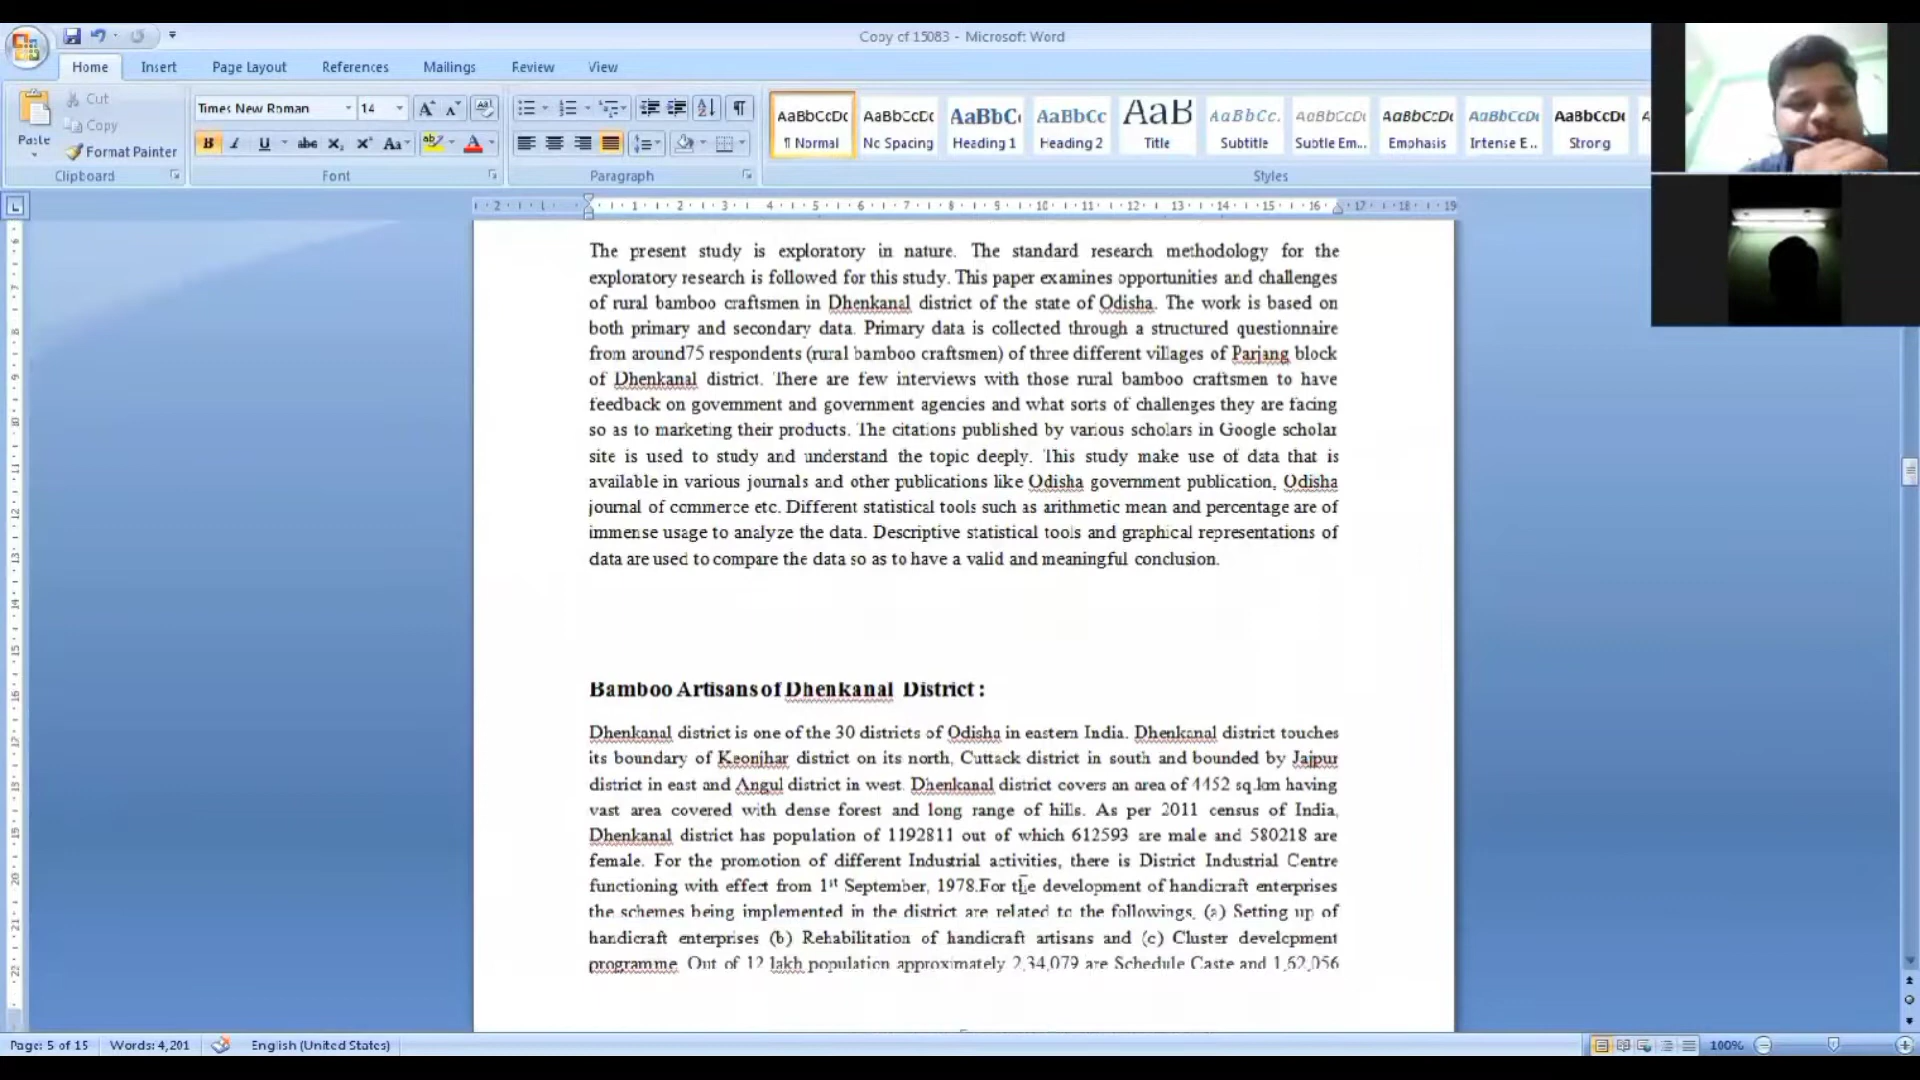 Copy of 15083 - Microsoft Word
Home Insert Page Layout References Mailings Review View
Paste Cut Copy Format Painter
Times New Roman 14
AaBbCcDc AaBbCcDc AaBbC AaBbCc AaB AaBbCc. AaBbCcDi AaBbCcDi AaBbCcDi AaBbCcDc
¶ Normal No Spacing Heading 1 Heading 2 Title Subtitle Subtle Em... Emphasis Intense E... Strong
Clipboard Font Paragraph Styles
The present study is exploratory in nature. The standard research methodology for the
exploratory research is followed for this study. This paper examines opportunities and challenges
of rural bamboo craftsmen in Dhenkanal district of the state of Odisha. The work is based on
both primary and secondary data. Primary data is collected through a structured questionnaire
from around75 respondents (rural bamboo craftsmen) of three different villages of Parjang block
of Dhenkanal district. There are few interviews with those rural bamboo craftsmen to have
feedback on government and government agencies and what sorts of challenges they are facing
so as to marketing their products. The citations published by various scholars in Google scholar
site is used to study and understand the topic deeply. This study make use of data that is
available in various journals and other publications like Odisha government publication, Odisha
journal of commerce etc. Different statistical tools such as arithmetic mean and percentage are of
immense usage to analyze the data. Descriptive statistical tools and graphical representations of
data are used to compare the data so as to have a valid and meaningful conclusion.
Bamboo Artisans of Dhenkanal District :
Dhenkanal district is one of the 30 districts of Odisha in eastern India. Dhenkanal district touches
its boundary of Keonjhar district on its north, Cuttack district in south and bounded by Jajpur
district in east and Angul district in west. Dhenkanal district covers an area of 4452 sq.km having
vast area covered with dense forest and long range of hills. As per 2011 census of India,
Dhenkanal district has population of 1192811 out of which 612593 are male and 580218 are
female. For the promotion of different Industrial activities, there is District Industrial Centre
functioning with effect from 1st September, 1978.For the development of handicraft enterprises
the schemes being implemented in the district are related to the followings. (a) Setting up of
handicraft enterprises (b) Rehabilitation of handicraft artisans and (c) Cluster development
programme. Out of 12 lakh population approximately 2,34,079 are Schedule Caste and 1,62,056
Page: 5 of 15 Words: 4,201 English (United States) 100%